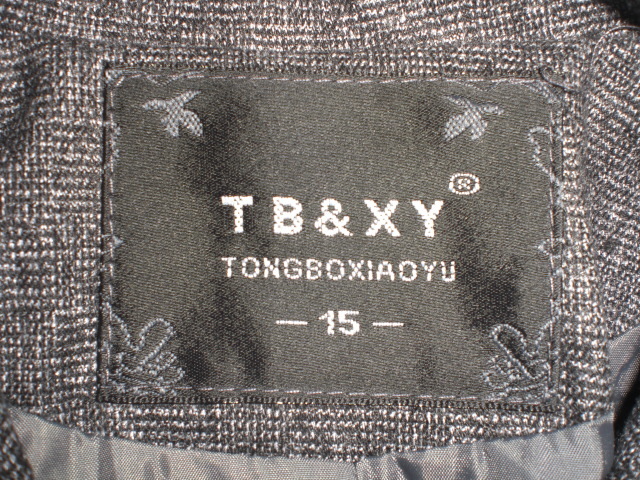 TB&XY®
TONGBOXIAOYU
— 15 —